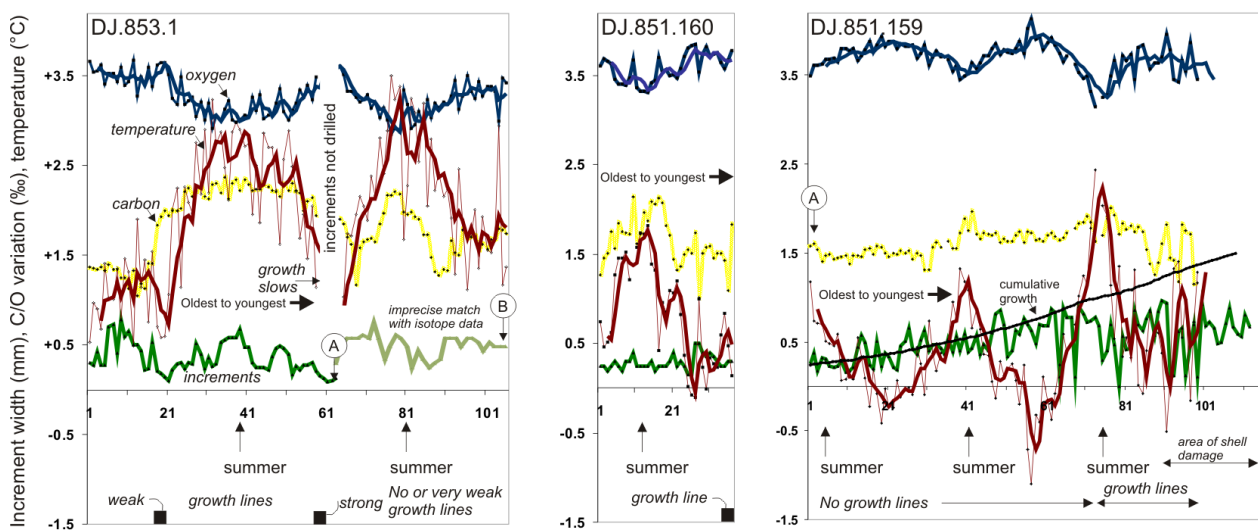 Increment width (mm), C/O variation (‰), temperature (°C)
DJ.853.1
+3.5
+2.5
+1.5
+0.5
-0.5
-1.5
oxygen
temperature
carbon
increments not drilled
growth
slows
Oldest to youngest
imprecise match
with isotope data
A
B
increments
1
21
41
61
81
101
summer
summer
weak
growth lines
strong
No or very weak
growth lines
DJ.851.160
3.5
2.5
1.5
0.5
-0.5
-1.5
Oldest to youngest
1
21
summer
growth line
DJ.851.159
3.5
2.5
1.5
0.5
-0.5
-1.5
A
Oldest to youngest
cumulative
growth
1
21
41
61
81
101
summer
summer
summer
area of shell
damage
No growth lines
growth lines